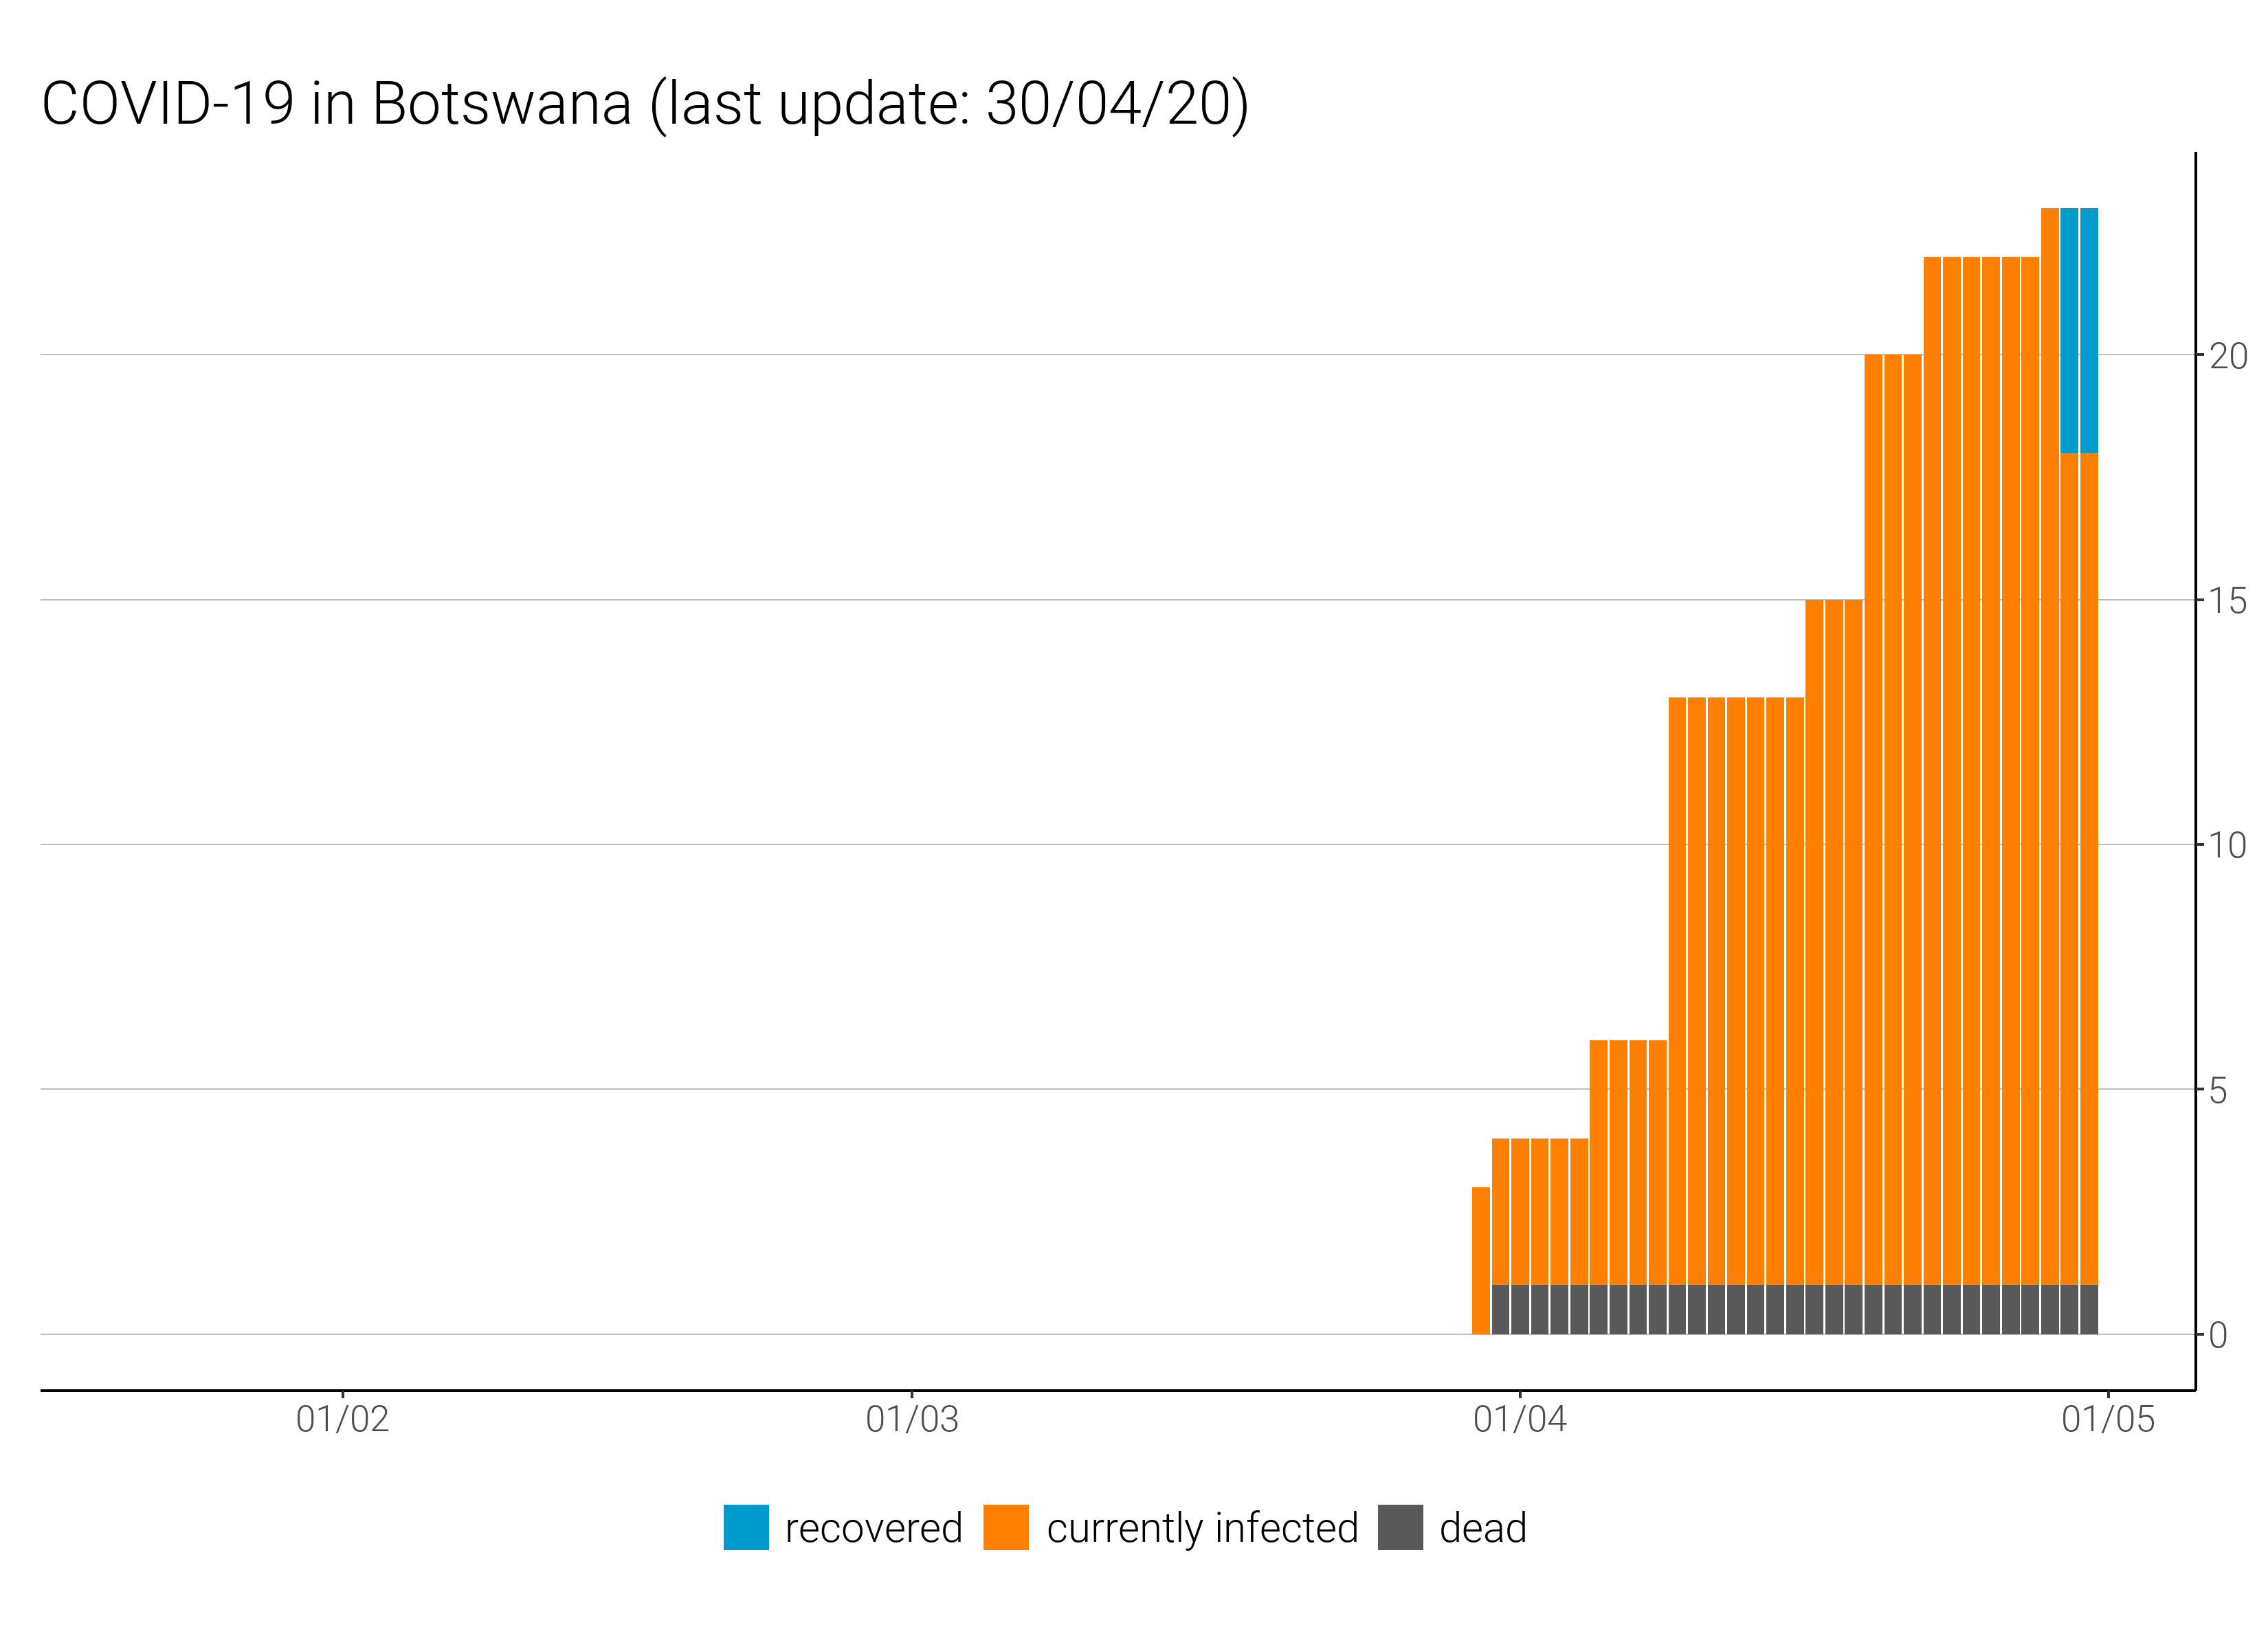 COVID-19 in Botswana (last update: 30/04/20)
20
15
10
5
0
01/02 01/03 01/04 01/05
recovered currently infected dead